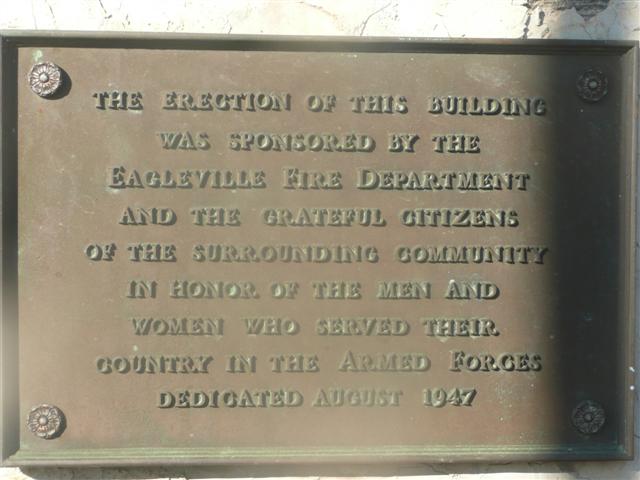 THE ERECTION OF THIS BUILDING
WAS SPONSORED BY THE
EAGLEVILLE FIRE DEPARTMENT
AND THE GRATEFUL CITIZENS
OF THE SURROUNDING COMMUNITY
IN HONOR OF THE MEN AND
WOMEN WHO SERVED THEIR
COUNTRY IN THE ARMED FORCES
DEDICATED AUGUST 1947